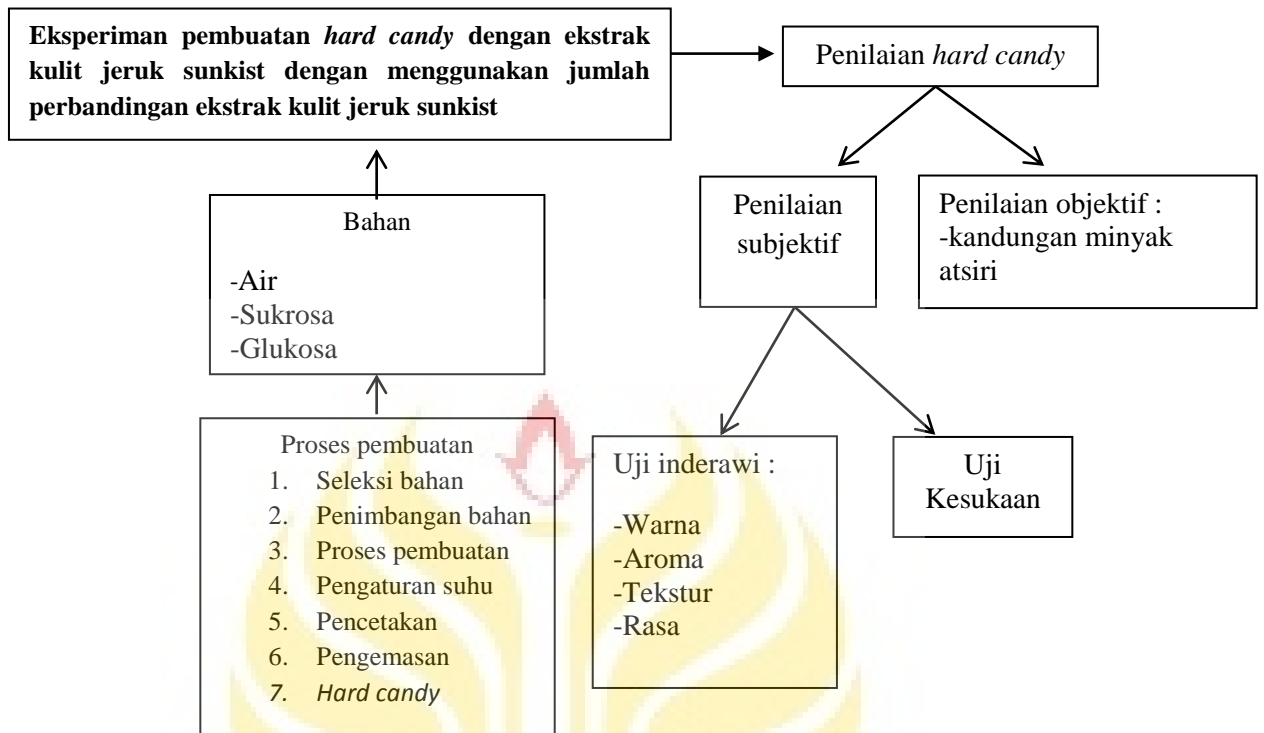 Eksperiman pembuatan hard candy dengan ekstrak
kulit jeruk sunkist dengan menggunakan jumlah
perbandingan ekstrak kulit jeruk sunkist
Penilaian hard candy
Bahan
-Air
-Sukrosa
-Glukosa
Penilaian
subjektif
Penilaian objektif :
-kandungan minyak
atsiri
Proses pembuatan
1. Seleksi bahan
2. Penimbangan bahan
3. Proses pembuatan
4. Pengaturan suhu
5. Pencetakan
6. Pengemasan
7. Hard candy
Uji inderawi :
-Warna
-Aroma
-Tekstur
-Rasa
Uji
Kesukaan